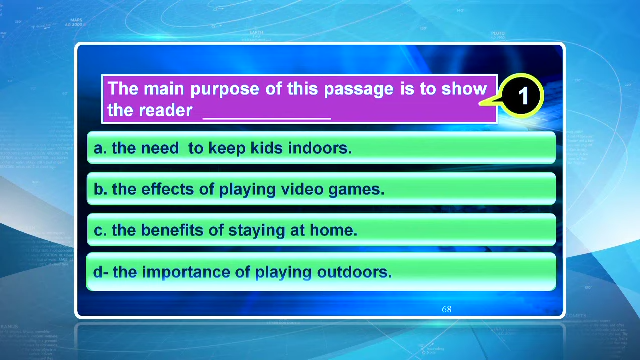 The main purpose of this passage is to show
the reader ______________
1
a. the need to keep kids indoors.
b. the effects of playing video games.
c. the benefits of staying at home.
d- the importance of playing outdoors.
68